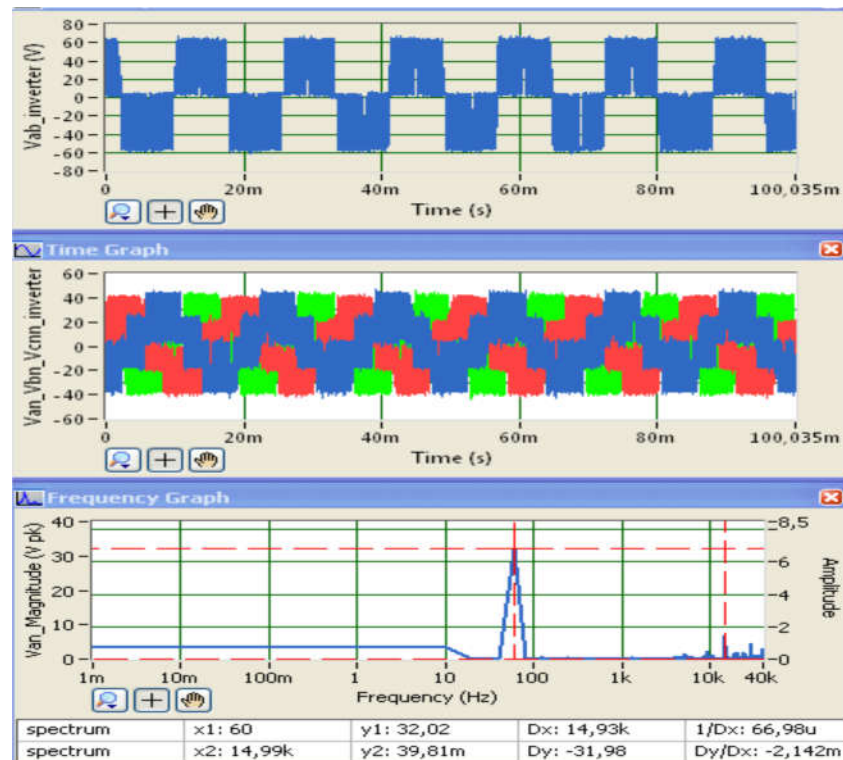 80
60
40
20
0
-20
-40
-60
-80
Vab_inverter (V)
0 20m 40m 60m 80m 100,035m
Time (s)
Time Graph
60
40
20
0
-20
-40
-60
Van_Vbn_Vcnn_inverter
0 20m 40m 60m 80m 100,035m
Time (s)
Frequency Graph
40
30
20
10
0
Van_Magnitude (V pk)
8,5
6
4
2
0
Amplitude
1m 10m 100m 1 10 100 1k 10k 40k
Frequency (Hz)
spectrum x1: 60 y1: 32,02 Dx: 14,93k 1/Dx: 66,98u
spectrum x2: 14,99k y2: 39,81m Dy: -31,98 Dy/Dx: -2,142m